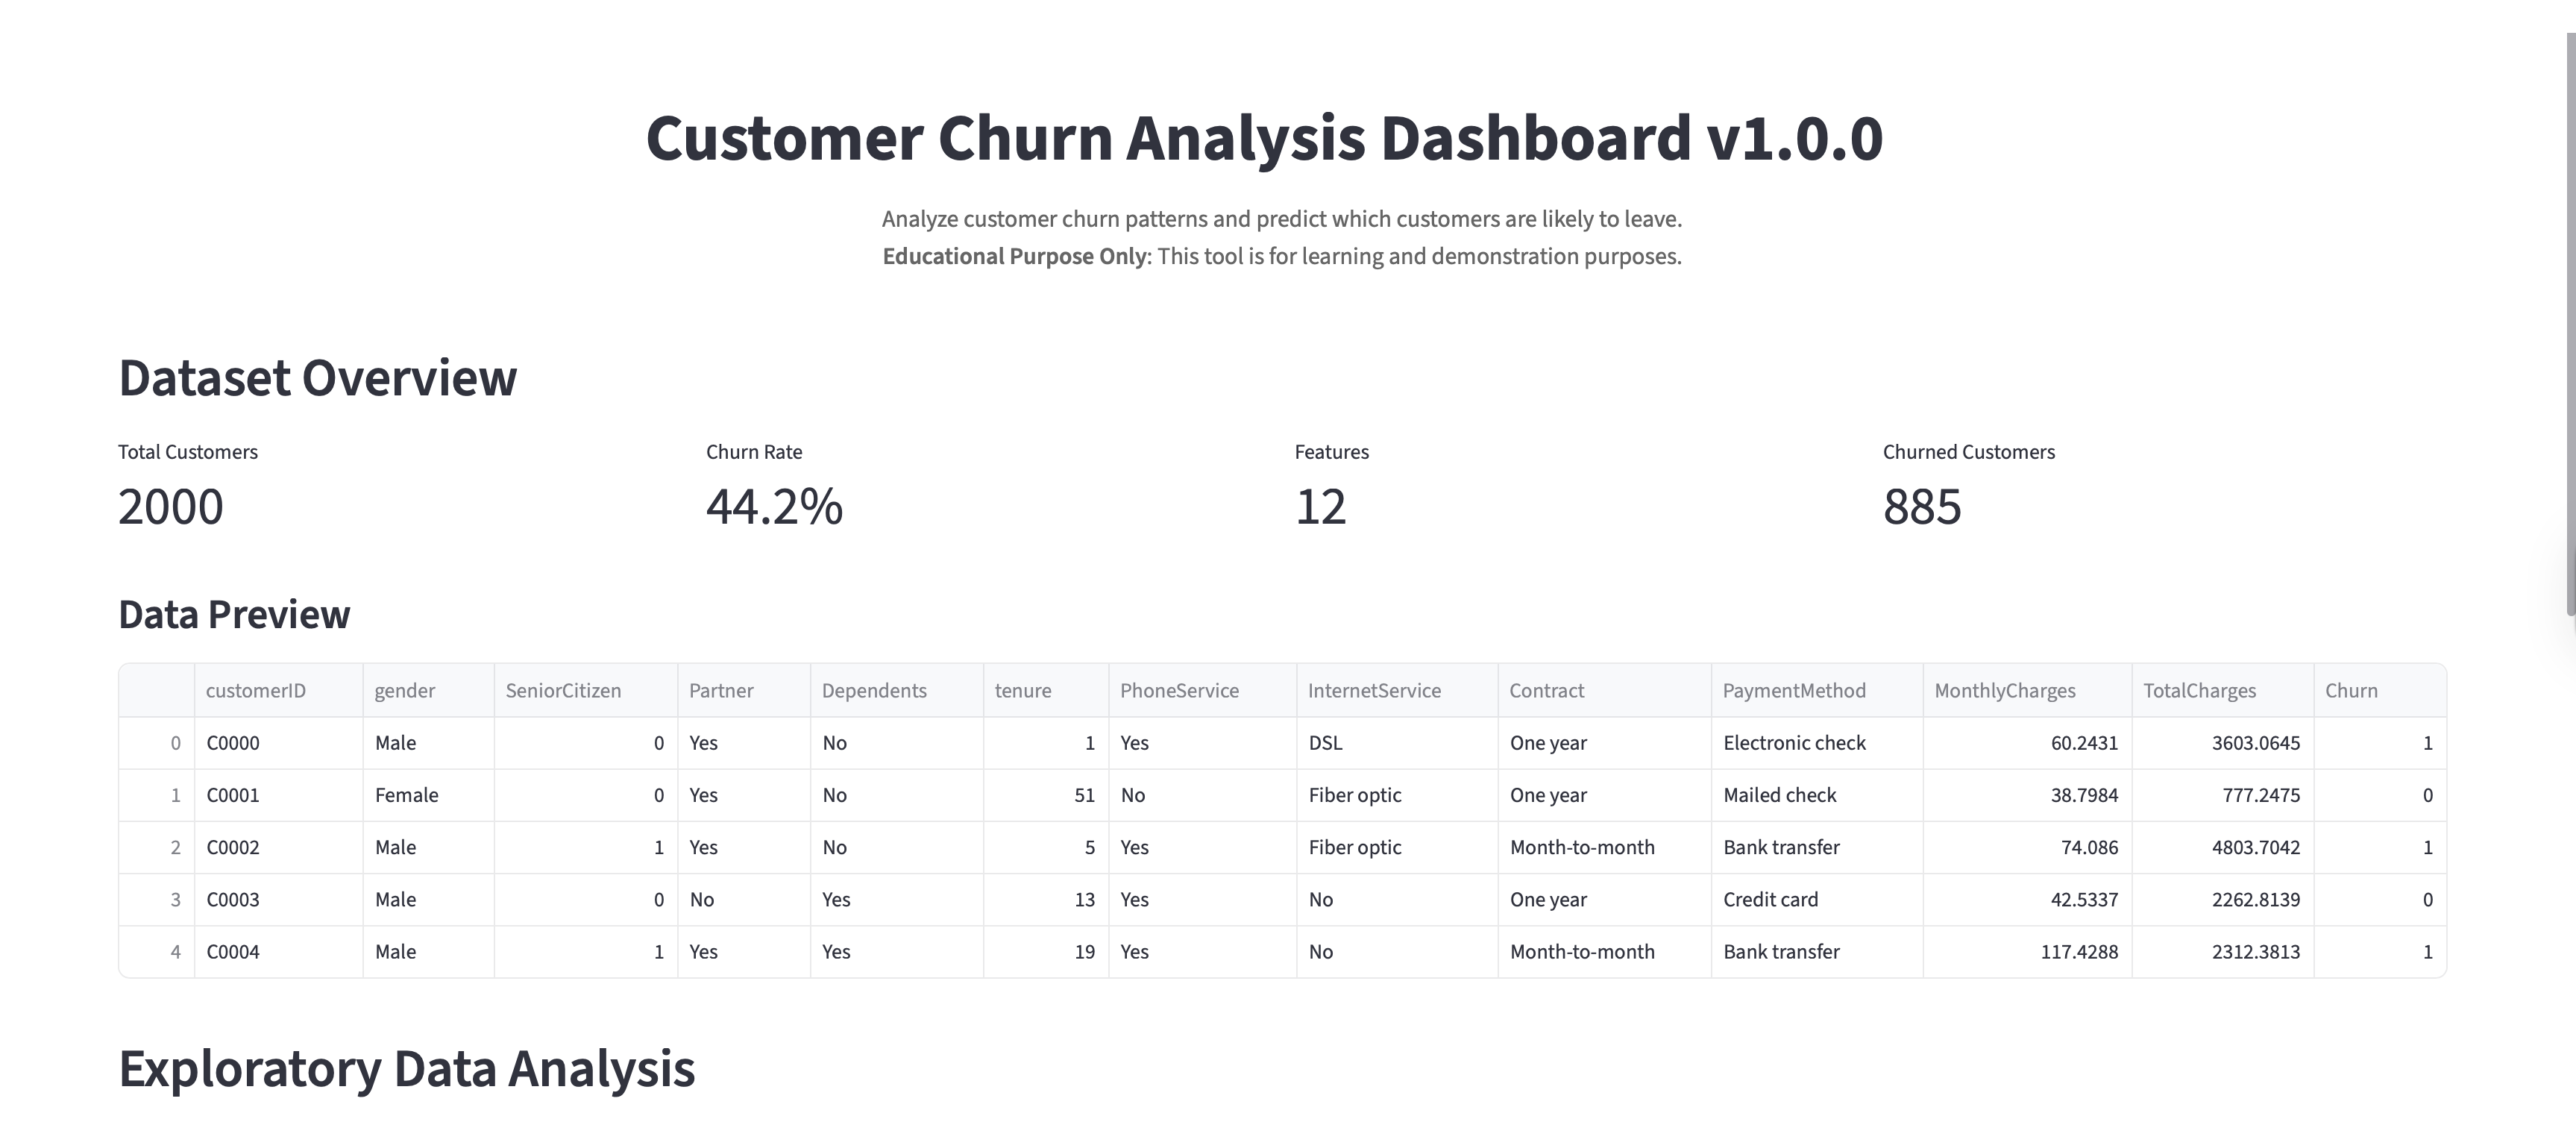 Customer Churn Analysis Dashboard v1.0.0
Analyze customer churn patterns and predict which customers are likely to leave.
Educational Purpose Only: This tool is for learning and demonstration purposes.
Dataset Overview
Total Customers Churn Rate Features Churned Customers
2000 44.2% 12 885
Data Preview
customerID gender SeniorCitizen Partner Dependents tenure PhoneService InternetService Contract PaymentMethod MonthlyCharges TotalCharges Churn
0 C0000 Male 0 Yes No 1 Yes DSL One year Electronic check 60.2431 3603.0645 1
1 C0001 Female 0 Yes No 51 No Fiber optic One year Mailed check 38.7984 777.2475 0
2 C0002 Male 1 Yes No 5 Yes Fiber optic Month-to-month Bank transfer 74.086 4803.7042 1
3 C0003 Male 0 No Yes 13 Yes No One year Credit card 42.5337 2262.8139 0
4 C0004 Male 1 Yes Yes 19 Yes No Month-to-month Bank transfer 117.4288 2312.3813 1
Exploratory Data Analysis